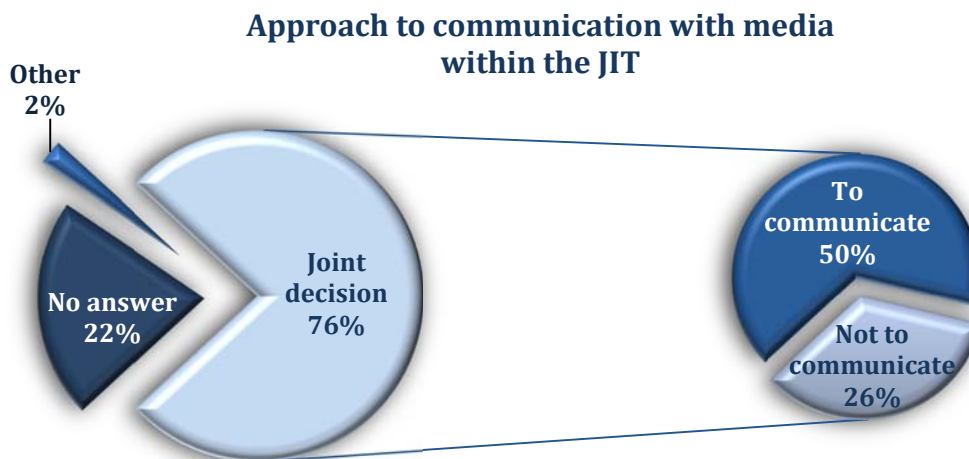 Approach to communication with media
within the JIT
Other
2%
No answer
22%
Joint
decision
76%
To
communicate
50%
Not to
communicate
26%